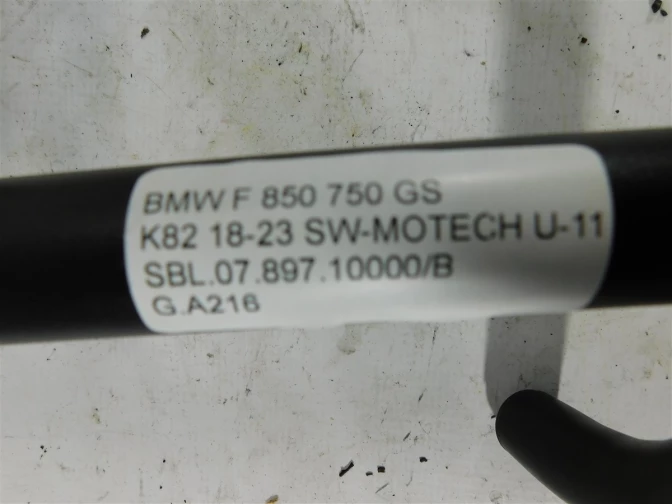 BMW F 850 750 GS
K82 18-23 SW-MOTECH U-11
SBL.07.897.10000/B
G.A216